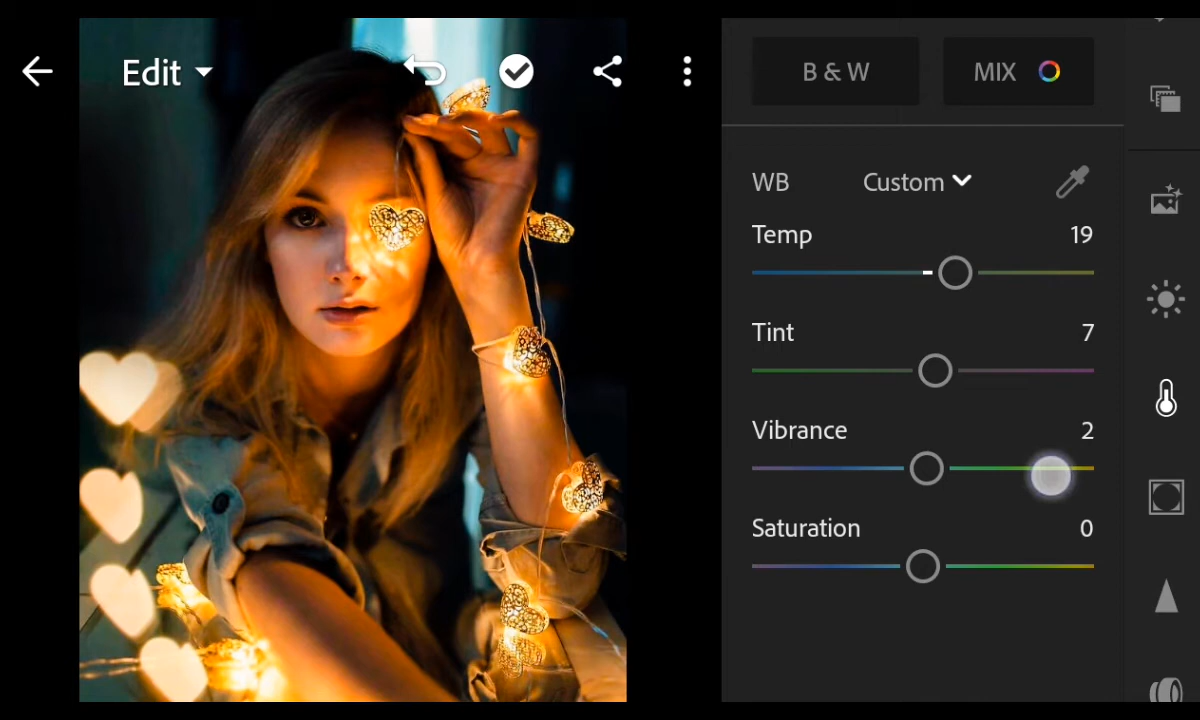 Edit
B & W
MIX
WB
Custom
Temp
19
Tint
7
Vibrance
2
Saturation
0